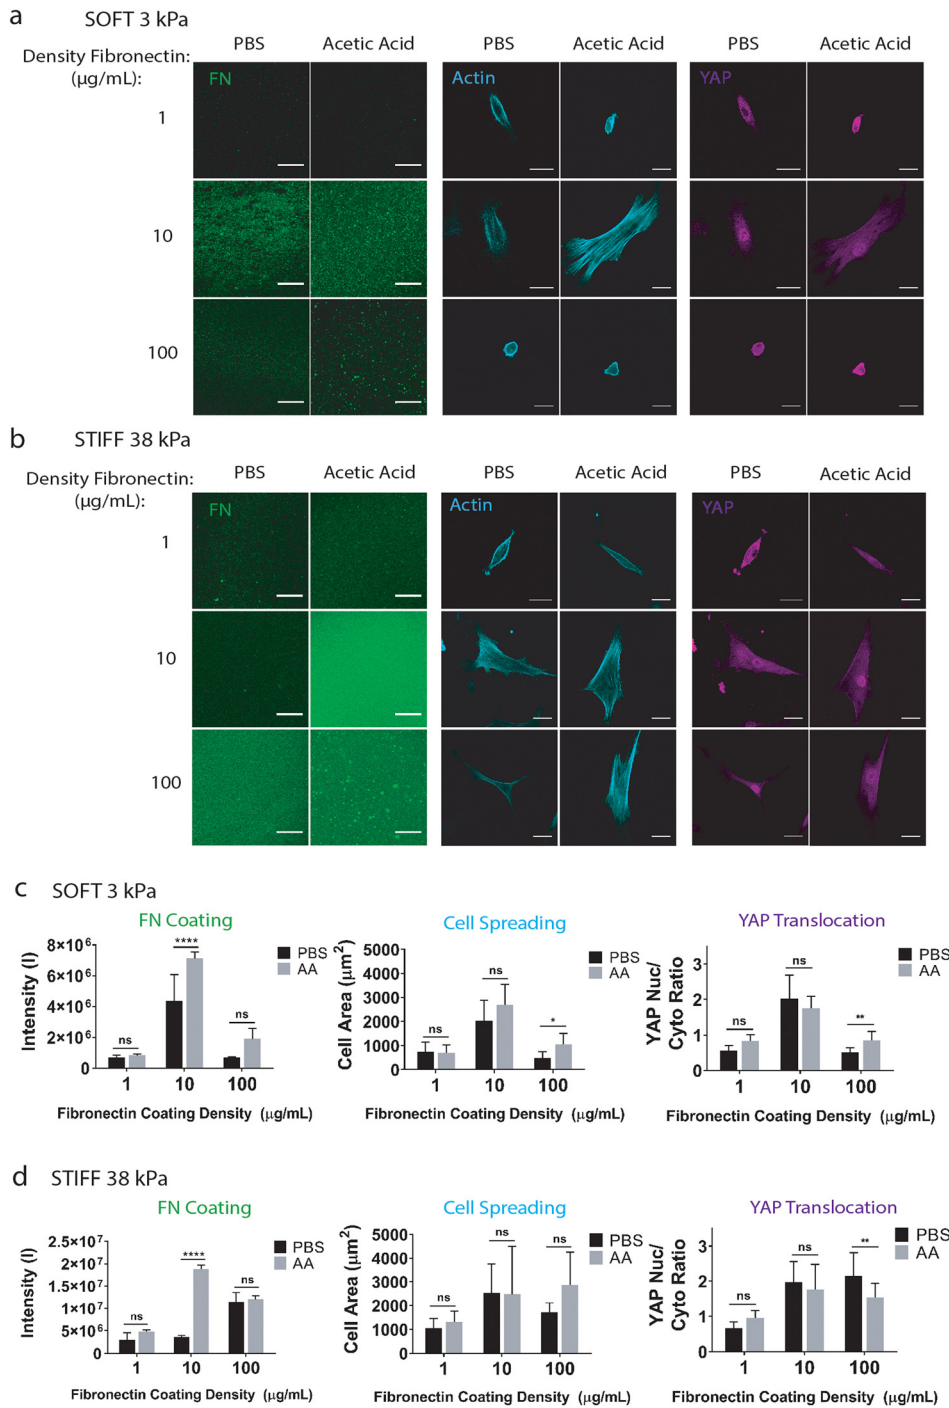 a
SOFT 3 kPa
Density Fibronectin:
(μg/mL):
PBS
Acetic Acid
PBS
Acetic Acid
PBS
Acetic Acid
FN
Actin
YAP
1
10
100
b
STIFF 38 kPa
Density Fibronectin:
(μg/mL):
PBS
Acetic Acid
PBS
Acetic Acid
PBS
Acetic Acid
FN
Actin
YAP
1
10
100
c
SOFT 3 kPa
FN Coating
Intensity (I)
8×10⁶
6×10⁶
4×10⁶
2×10⁶
0
ns
****
ns
PBS
AA
1
10
100
Fibronectin Coating Density (μg/mL)
Cell Spreading
Cell Area (μm²)
5000
4000
3000
2000
1000
0
ns
ns
*
PBS
AA
1
10
100
Fibronectin Coating Density (μg/mL)
YAP Translocation
YAP Nuc/
Cyto Ratio
3
2
1
0
ns
ns
**
PBS
AA
1
10
100
Fibronectin Coating Density (μg/mL)
d
STIFF 38 kPa
FN Coating
Intensity (I)
2.5×10⁷
2×10⁷
1.5×10⁷
1×10⁷
5×10⁶
0
ns
****
ns
PBS
AA
1
10
100
Fibronectin Coating Density (μg/mL)
Cell Spreading
Cell Area (μm²)
5000
4000
3000
2000
1000
0
ns
ns
ns
PBS
AA
1
10
100
Fibronectin Coating Density (μg/mL)
YAP Translocation
YAP Nuc/
Cyto Ratio
3
2
1
0
ns
ns
**
PBS
AA
1
10
100
Fibronectin Coating Density (μg/mL)